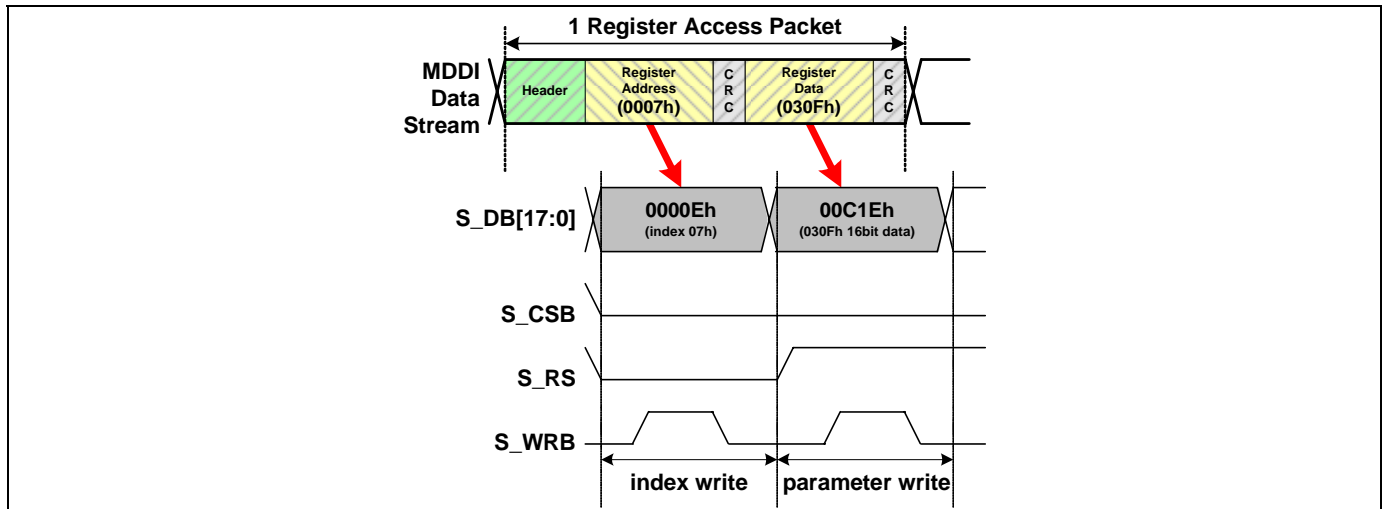 1 Register Access Packet
MDDI
Data
Stream
Header
Register
Address
(0007h)
C
R
C
Register
Data
(030Fh)
C
R
C
S_DB[17:0]
0000Eh
(index 07h)
00C1Eh
(030Fh 16bit data)
S_CSB
S_RS
S_WRB
index write
parameter write